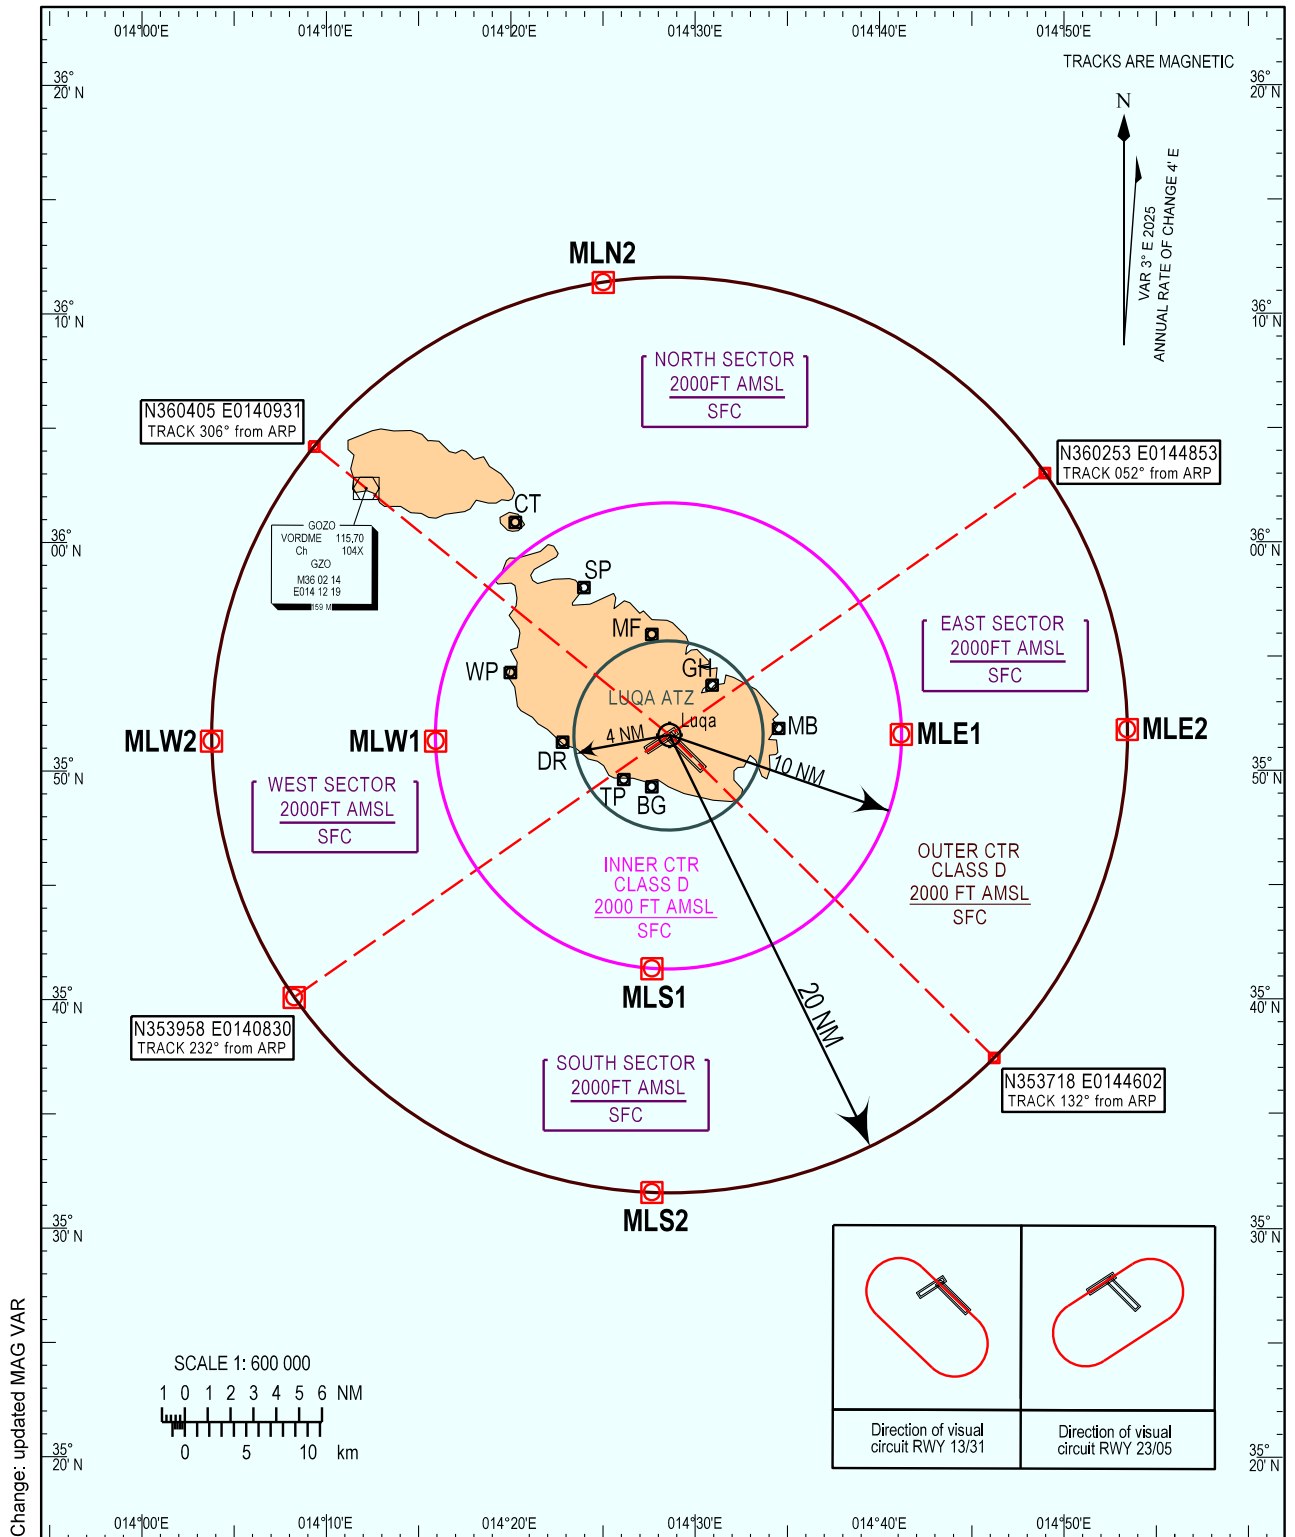 014°00'E 014°10'E 014°20'E 014°30'E 014°40'E 014°50'E
TRACKS ARE MAGNETIC
36°
20' N
36°
20' N
N
VAR 3° E 2025
ANNUAL RATE OF CHANGE 4' E
MLN2
36°
10' N
36°
10' N
NORTH SECTOR
2000FT AMSL
SFC
N360405 E0140931
TRACK 306° from ARP
N360253 E0144853
TRACK 052° from ARP
CT
GOZO
VORDME 115,70
Ch 104X
GZO
M36 02 14
E014 12 19
159 M
36°
00' N
36°
00' N
SP
MF
EAST SECTOR
2000FT AMSL
SFC
WP
GH
LUQA ATZ
Luqa
MB
4 NM
MLW2
MLW1
MLE1
MLE2
DR
10 NM
35°
50' N
35°
50' N
TP
BG
WEST SECTOR
2000FT AMSL
SFC
INNER CTR
CLASS D
2000 FT AMSL
SFC
OUTER CTR
CLASS D
2000 FT AMSL
SFC
MLS1
20 NM
35°
40' N
35°
40' N
N353958 E0140830
TRACK 232° from ARP
SOUTH SECTOR
2000FT AMSL
SFC
N353718 E0144602
TRACK 132° from ARP
MLS2
35°
30' N
35°
30' N
Direction of visual
circuit RWY 13/31
Direction of visual
circuit RWY 23/05
SCALE 1: 600 000
1 0 1 2 3 4 5 6 NM
0 5 10 km
35°
20' N
35°
20' N
Change: updated MAG VAR
014°00'E 014°10'E 014°20'E 014°30'E 014°40'E 014°50'E